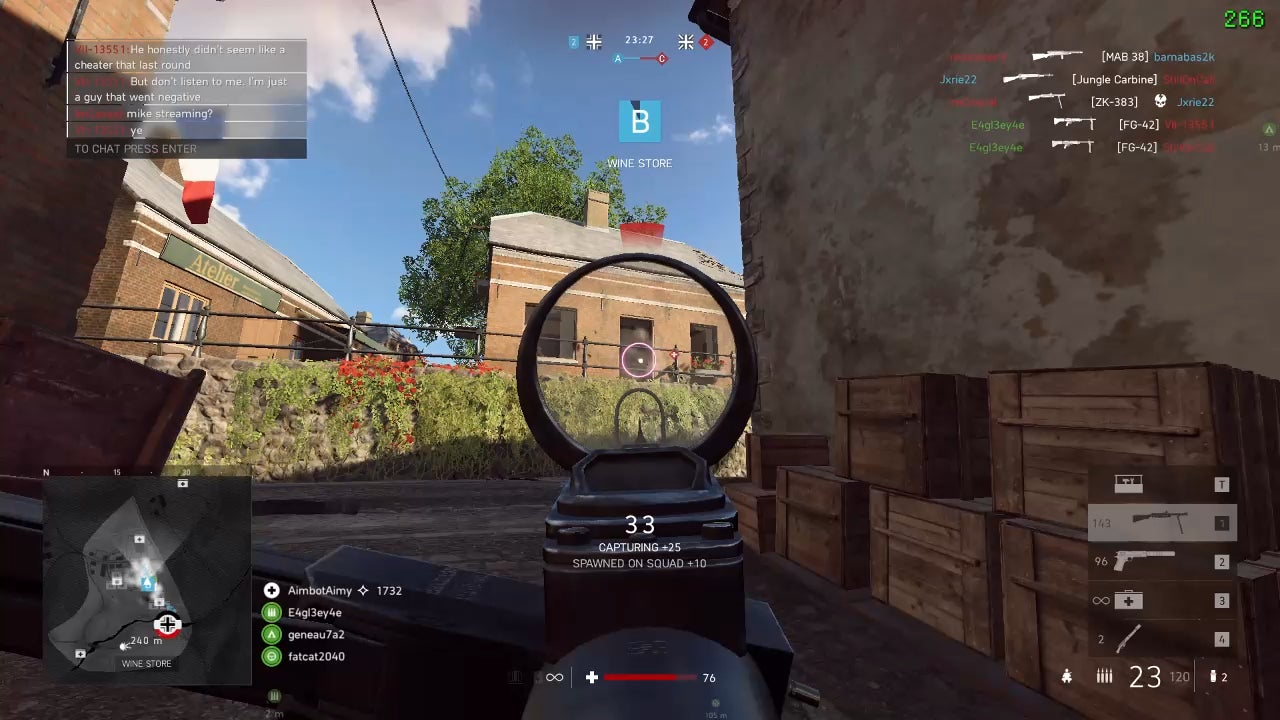 266
2
23:27
2
A
C
-13551: He honestly didn't seem like a
cheater that last round
But don't listen to me. I'm just
a guy that went negative
mike streaming?
ye
TO CHAT PRESS ENTER
B
WINE STORE
[MAB 38] barnabas2k
Jxrie22 [Jungle Carbine]
[ZK-383] Jxrie22
E4gl3ey4e [FG-42]
E4gl3ey4e [FG-42]
13 m
Atelier
N 15 30
240 m
WINE STORE
AimbotAimy 1732
E4gl3ey4e
geneau7a2
fatcat2040
2 m
33
CAPTURING +25
SPAWNED ON SQUAD +10
∞
76
105 m
T
143 1
96 2
∞ 3
2 4
23 120 2